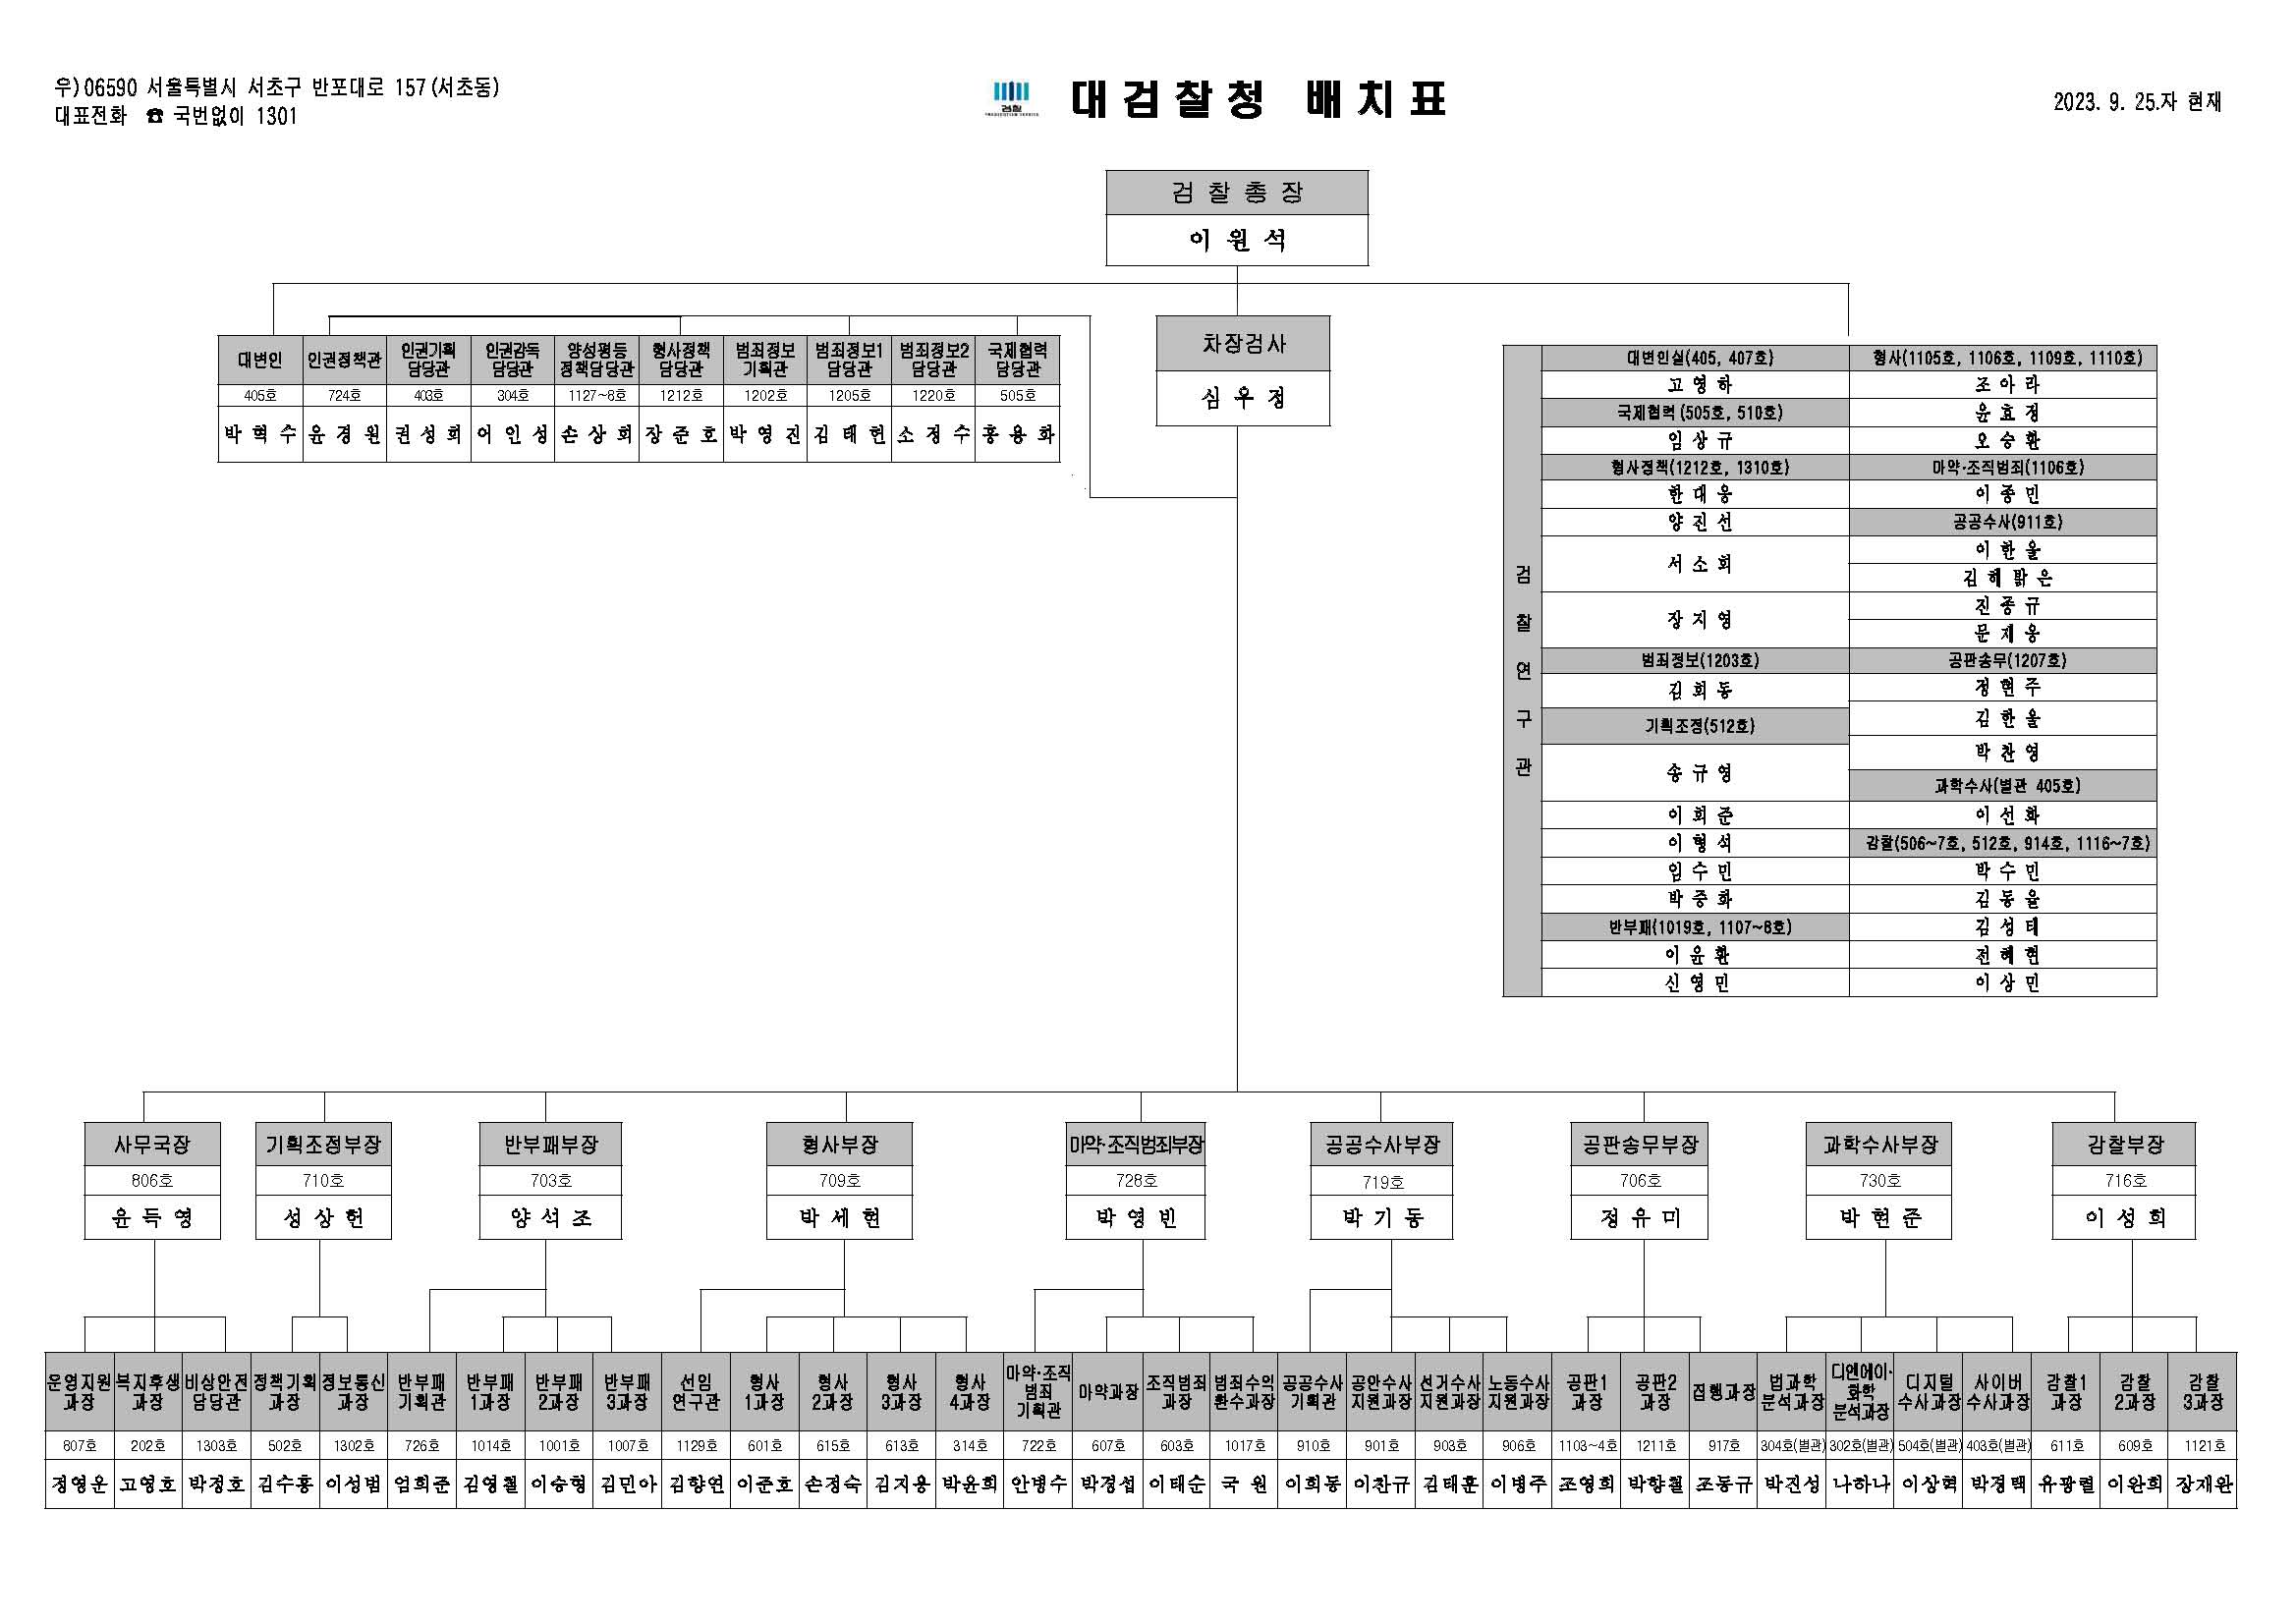 우)06590 서울특별시 서초구 반포대로 157(서초동)
대표전화 ☎ 국번없이 1301
검찰
대검찰청 배치표
2023. 9. 25.자 현재
검찰총장
이원석
차장검사
심우정
대변인 인권정책관 인권기획담당관 인권감독담당관 양성평등정책담당관 형사정책담당관 범죄정보기획관 범죄정보1담당관 범죄정보2담당관 국제협력담당관
405호 724호 403호 304호 1127~8호 1212호 1202호 1205호 1220호 505호
박혁수 윤경원 권성희 어인성 손상희 장준호 박영진 김태헌 소정수 홍용화
검찰연구관
대변인실(405, 407호)
고영하
국제협력(505호, 510호)
임상규
형사정책(1212호, 1310호)
한대웅
양진선
서소희
장지영
범죄정보(1203호)
김희동
기획조정(512호)
송규영
이희준
이형석
임수민
박중화
반부패(1019호, 1107~8호)
이윤환
신영민
형사(1105호, 1106호, 1109호, 1110호)
조아라
윤효정
오승환
마약·조직범죄(1106호)
이종민
공공수사(911호)
이한울
김해밝은
진종규
문재웅
공판송무(1207호)
정현주
김한울
박찬영
과학수사(별관 405호)
이선화
감찰(506~7호, 512호, 914호, 1116~7호)
박수민
김동율
김성태
전혜현
이상민
사무국장 기획조정부장 반부패부장 형사부장 마약·조직범죄부장 공공수사부장 공판송무부장 과학수사부장 감찰부장
806호 710호 703호 709호 728호 719호 706호 730호 716호
윤득영 성상헌 양석조 박세현 박영빈 박기동 정유미 박현준 이성희
운영지원과장 복지후생과장 비상안전담당관 정책기획과장 정보통신과장 반부패기획관 반부패1과장 반부패2과장 반부패3과장 선임연구관 형사1과장 형사2과장 형사3과장 형사4과장 마약·조직범죄기획관 마약과장 조직범죄과장 범죄수익환수과장 공공수사기획관 공안수사지원과장 선거수사지원과장 노동수사지원과장 공판1과장 공판2과장 집행과장 법과학분석과장 디엔에이·화학분석과장 디지털수사과장 사이버수사과장 감찰1과장 감찰2과장 감찰3과장
807호 202호 1303호 502호 1302호 726호 1014호 1001호 1007호 1129호 601호 615호 613호 314호 722호 607호 603호 1017호 910호 901호 903호 906호 1103~4호 1211호 917호 304호(별관) 302호(별관) 504호(별관) 403호(별관) 611호 609호 1121호
정영운 고영호 박정호 김수홍 이성범 엄희준 김영철 이승형 김민아 김향연 이준호 손정숙 김지용 박윤희 안병수 박경섭 이태순 국원 이희동 이찬규 김태훈 이병주 조영희 박향철 조동규 박진성 나하나 이상혁 박경택 유광렬 이완희 장재완